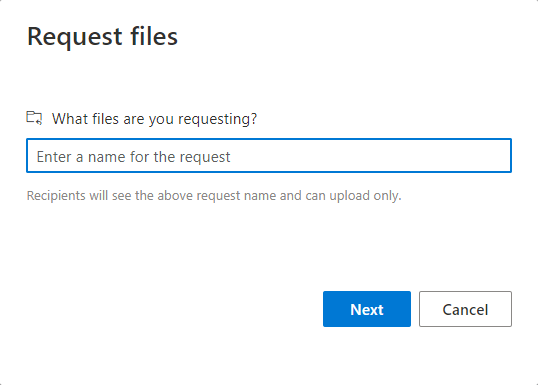 Request files
What files are you requesting?
Enter a name for the request
Recipients will see the above request name and can upload only.
Next
Cancel